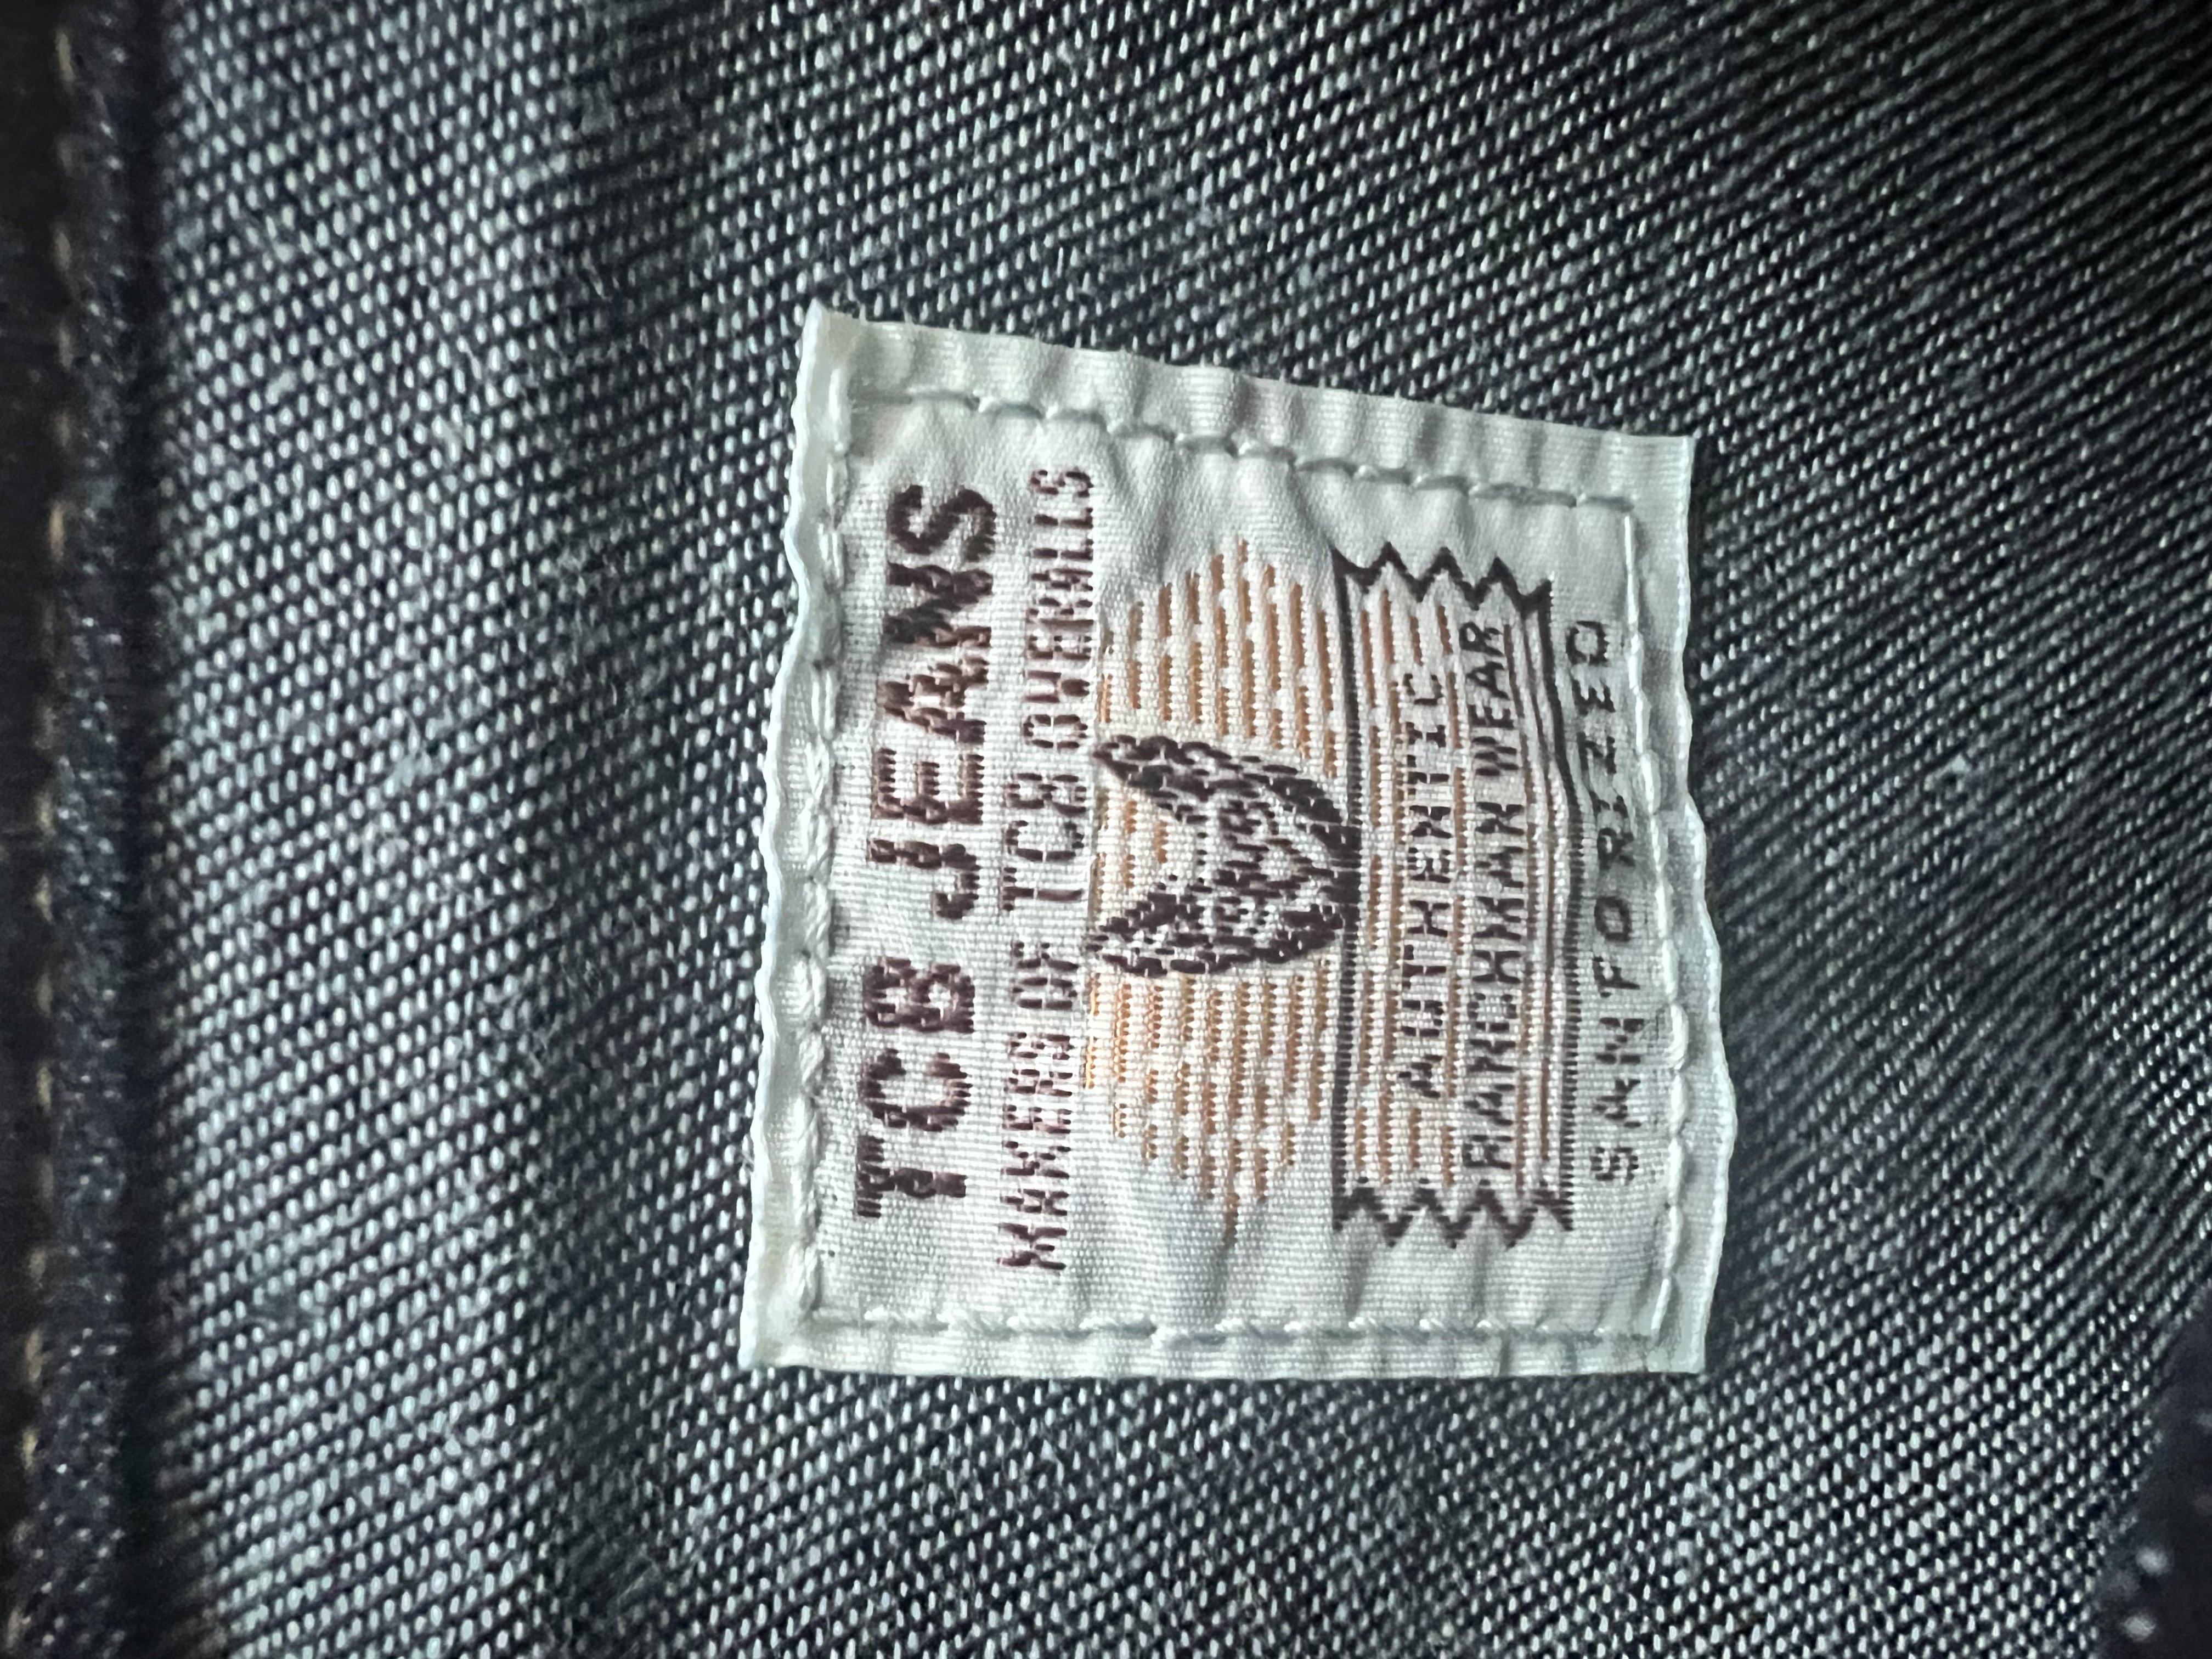 TCB JEANS
MAKERS OF TCB OVERALLS
AUTHENTIC
RANCHMAN WEAR
SANFORIZED